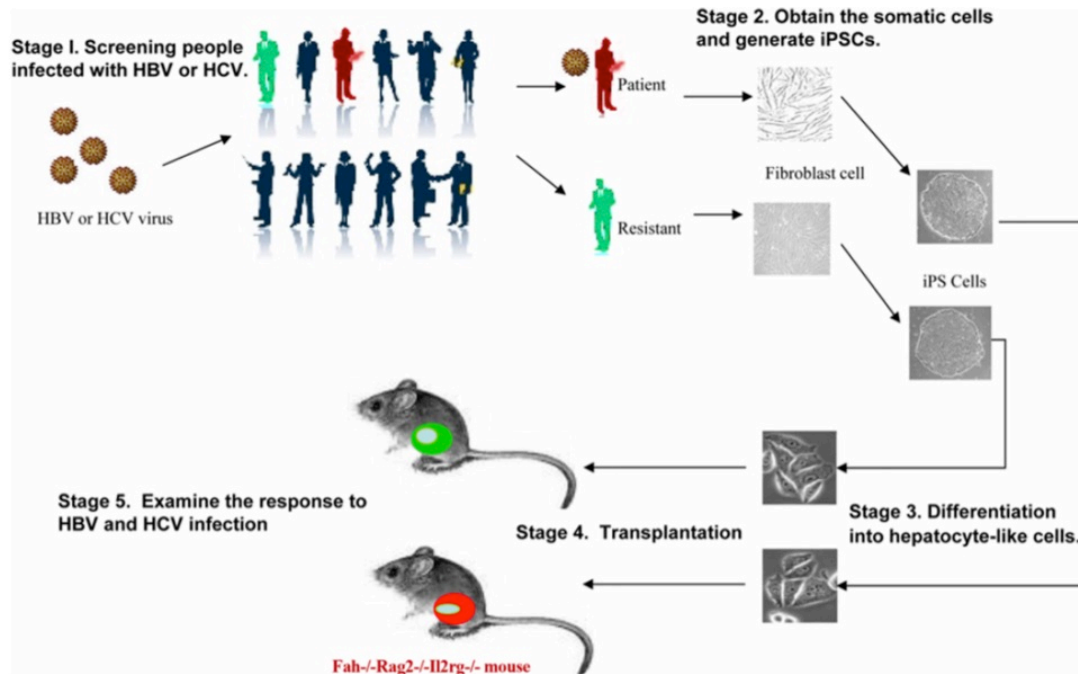 Stage I. Screening people
infected with HBV or HCV.
HBV or HCV virus
Patient
Resistant
Stage 2. Obtain the somatic cells
and generate iPSCs.
Fibroblast cell
iPS Cells
Stage 3. Differentiation
into hepatocyte-like cells.
Stage 4. Transplantation
Stage 5. Examine the response to
HBV and HCV infection
Fah-/-Rag2-/-Il2rg-/- mouse